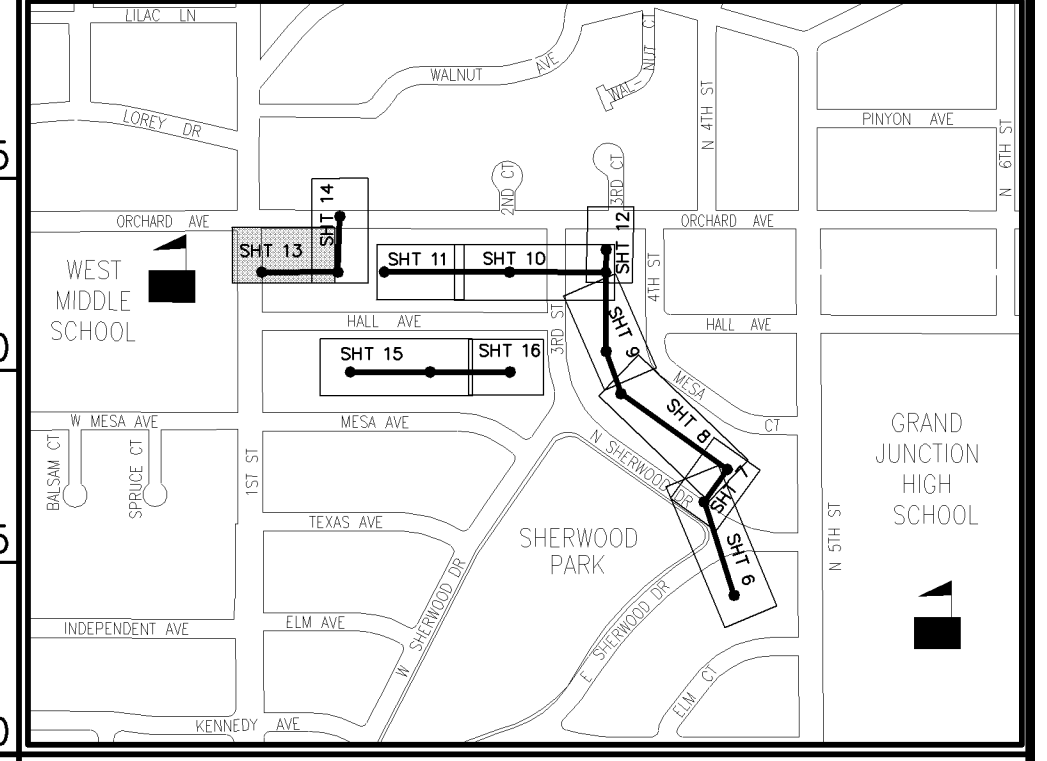 LILAC LN
WALNUT AVE
WAL- NUT CT
LOREY DR
N 4TH ST
PINYON AVE
N 6TH ST
5
2ND CT
3RD CT
ORCHARD AVE
ORCHARD AVE
SHT 14
SHT 13
SHT 11
SHT 10
SHT 12
4TH ST
WEST
MIDDLE
SCHOOL
HALL AVE
3RD ST
SHT 9
HALL AVE
0
SHT 15
SHT 16
MESA CT
W MESA AVE
MESA AVE
SHT 8
N SHERWOOD DR
GRAND
JUNCTION
HIGH
SCHOOL
BALSAM CT
SPRUCE CT
1ST ST
SHT 7
TEXAS AVE
SHERWOOD
PARK
SHT 6
N 5TH ST
5
W SHERWOOD DR
E SHERWOOD DR
INDEPENDENT AVE
ELM AVE
ELM CT
KENNEDY AVE
0